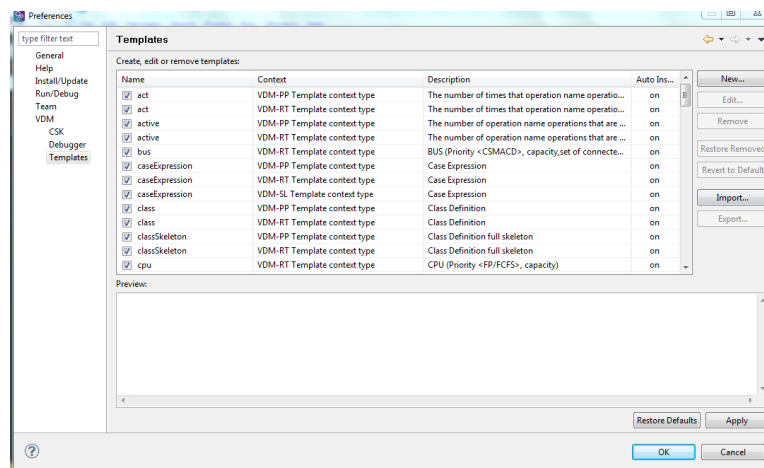 Preferences
type filter text
General
Help
Install/Update
Run/Debug
Team
VDM
CSK
Debugger
Templates
Templates
Create, edit or remove templates:
Name Context Description Auto Ins...
act VDM-PP Template context type The number of times that operation name operatio... on
act VDM-RT Template context type The number of times that operation name operatio... on
active VDM-PP Template context type The number of operation name operations that are ... on
active VDM-RT Template context type The number of operation name operations that are ... on
bus VDM-RT Template context type BUS (Priority <CSMACD>, capacity,set of connecte... on
caseExpression VDM-PP Template context type Case Expression on
caseExpression VDM-RT Template context type Case Expression on
caseExpression VDM-SL Template context type Case Expression on
class VDM-PP Template context type Class Definition on
class VDM-RT Template context type Class Definition on
classSkeleton VDM-PP Template context type Class Definition full skeleton on
classSkeleton VDM-RT Template context type Class Definition full skeleton on
cpu VDM-RT Template context type CPU (Priority <FP/FCFS>, capacity) on
New...
Edit...
Remove
Restore Removed
Revert to Default
Import...
Export...
Preview:
Restore Defaults Apply
? OK Cancel